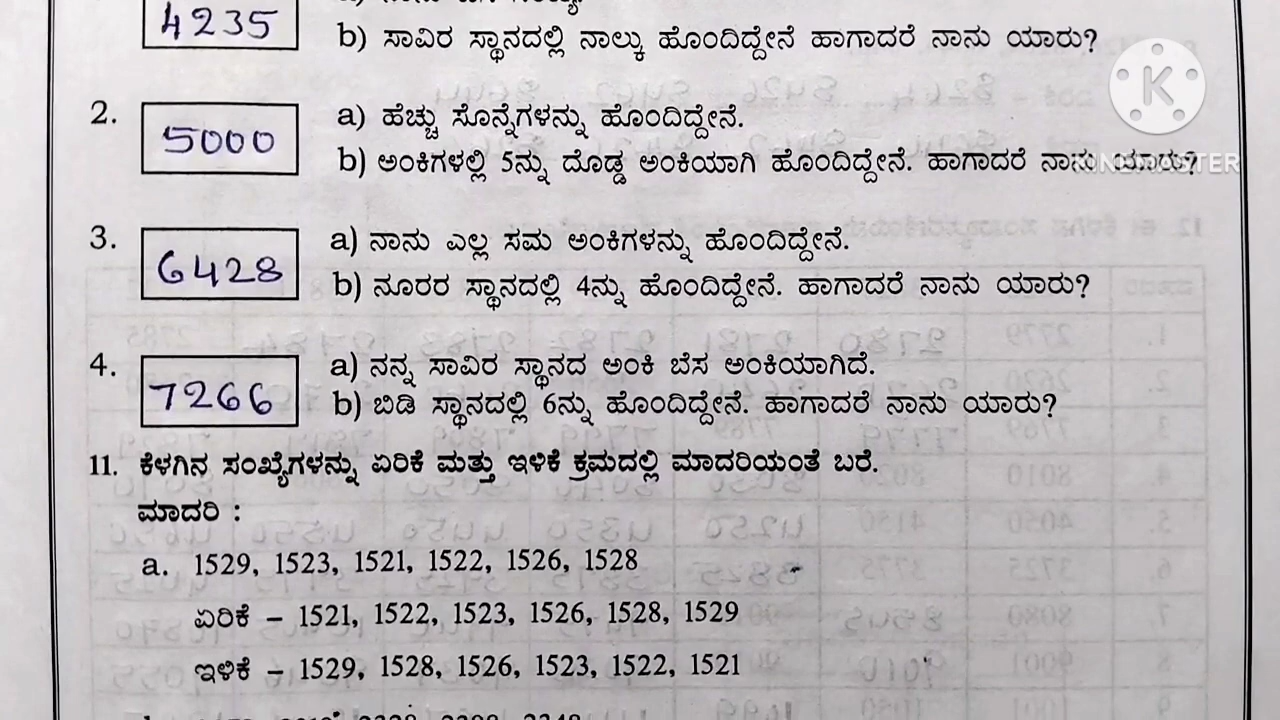 4235
b) ಸಾವಿರ ಸ್ಥಾನದಲ್ಲಿ ನಾಲ್ಕು ಹೊಂದಿದ್ದೇನೆ ಹಾಗಾದರೆ ನಾನು ಯಾರು?
2. 5000 a) ಹೆಚ್ಚು ಸೊನ್ನೆಗಳನ್ನು ಹೊಂದಿದ್ದೇನೆ.
b) ಅಂಕಿಗಳಲ್ಲಿ 5ನ್ನು ದೊಡ್ಡ ಅಂಕಿಯಾಗಿ ಹೊಂದಿದ್ದೇನೆ. ಹಾಗಾದರೆ ನಾನು ಯಾರು?
KINEMASTER
3. 6428 a) ನಾನು ಎಲ್ಲ ಸಮ ಅಂಕಿಗಳನ್ನು ಹೊಂದಿದ್ದೇನೆ.
b) ನೂರರ ಸ್ಥಾನದಲ್ಲಿ 4ನ್ನು ಹೊಂದಿದ್ದೇನೆ. ಹಾಗಾದರೆ ನಾನು ಯಾರು?
4. 7266 a) ನನ್ನ ಸಾವಿರ ಸ್ಥಾನದ ಅಂಕಿ ಬೆಸ ಅಂಕಿಯಾಗಿದೆ.
b) ಬಿಡಿ ಸ್ಥಾನದಲ್ಲಿ 6ನ್ನು ಹೊಂದಿದ್ದೇನೆ. ಹಾಗಾದರೆ ನಾನು ಯಾರು?
11. ಕೆಳಗಿನ ಸಂಖ್ಯೆಗಳನ್ನು ಏರಿಕೆ ಮತ್ತು ಇಳಿಕೆ ಕ್ರಮದಲ್ಲಿ ಮಾದರಿಯಂತೆ ಬರೆ.
ಮಾದರಿ :
a. 1529, 1523, 1521, 1522, 1526, 1528
ಏರಿಕೆ – 1521, 1522, 1523, 1526, 1528, 1529
ಇಳಿಕೆ – 1529, 1528, 1526, 1523, 1522, 1521